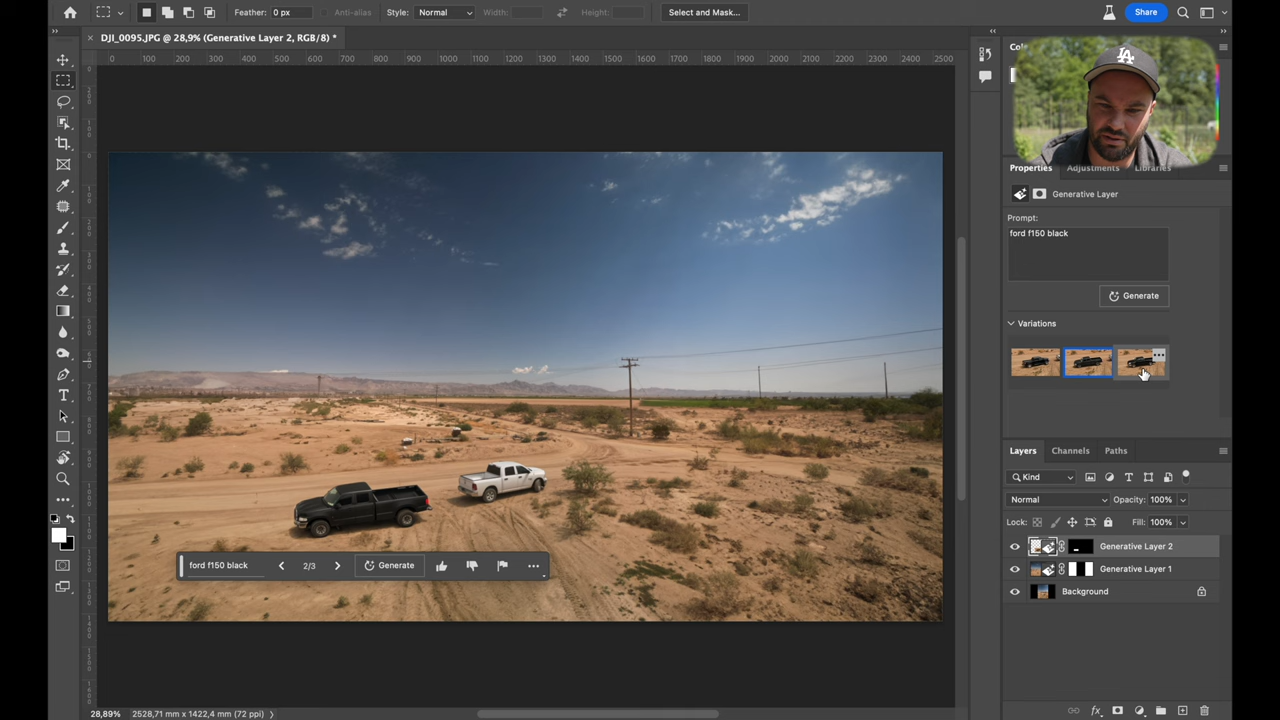 Feather: 0 px Anti-alias Style: Normal Width: Height: Select and Mask... Share
DJI_0095.JPG @ 28,9% (Generative Layer 2, RGB/8) *
0 100 200 300 400 500 600 700 800 900 1000 1100 1200 1300 1400 1500 1600 1700 1800 1900 2000 2100 2200 2300 2400 2500
LA
Properties Adjustments Libraries
Generative Layer
Prompt:
ford f150 black
Generate
Variations
Layers Channels Paths
Kind
Normal Opacity: 100%
Lock: Fill: 100%
Generative Layer 2
Generative Layer 1
Background
ford f150 black 2/3 Generate
28,89% 2528,71 mm x 1422,4 mm (72 ppi)